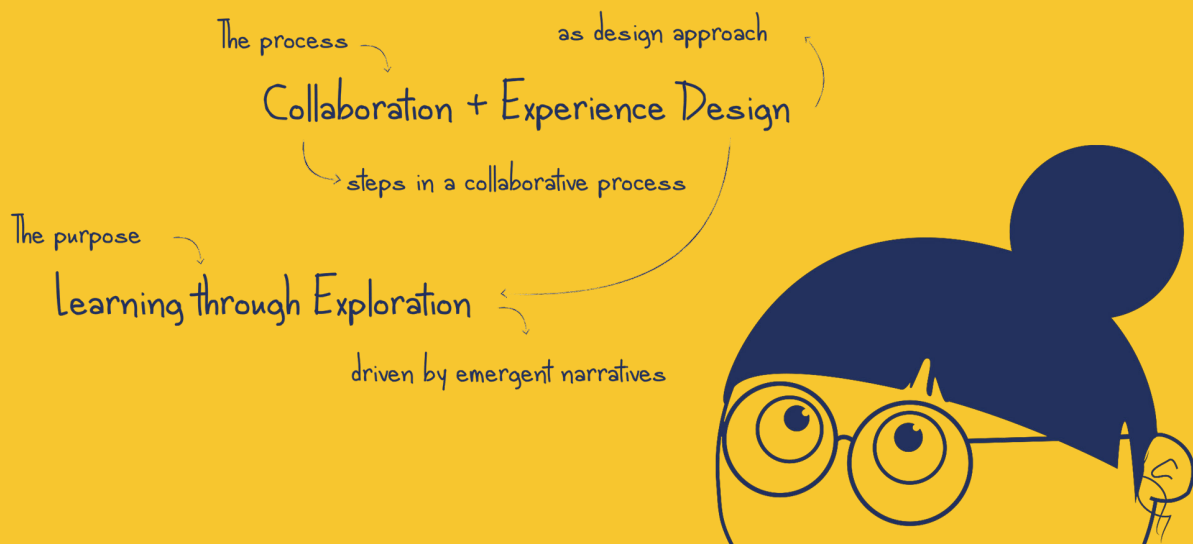 The process
as design approach
Collaboration + Experience Design
steps in a collaborative process
The purpose
Learning through Exploration
driven by emergent narratives